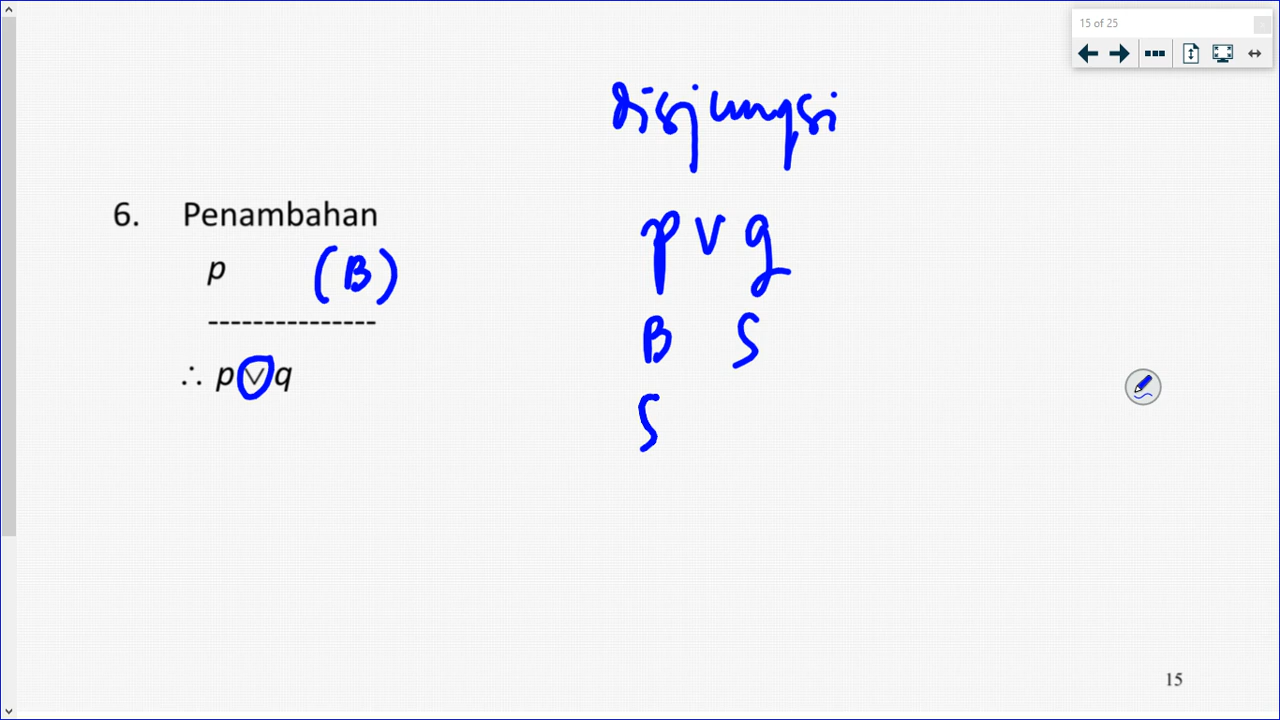 15 of 25
disjungsi
6. Penambahan
p (B)
---------------
∴ p ∨ q
p ∨ q
B S
S
15